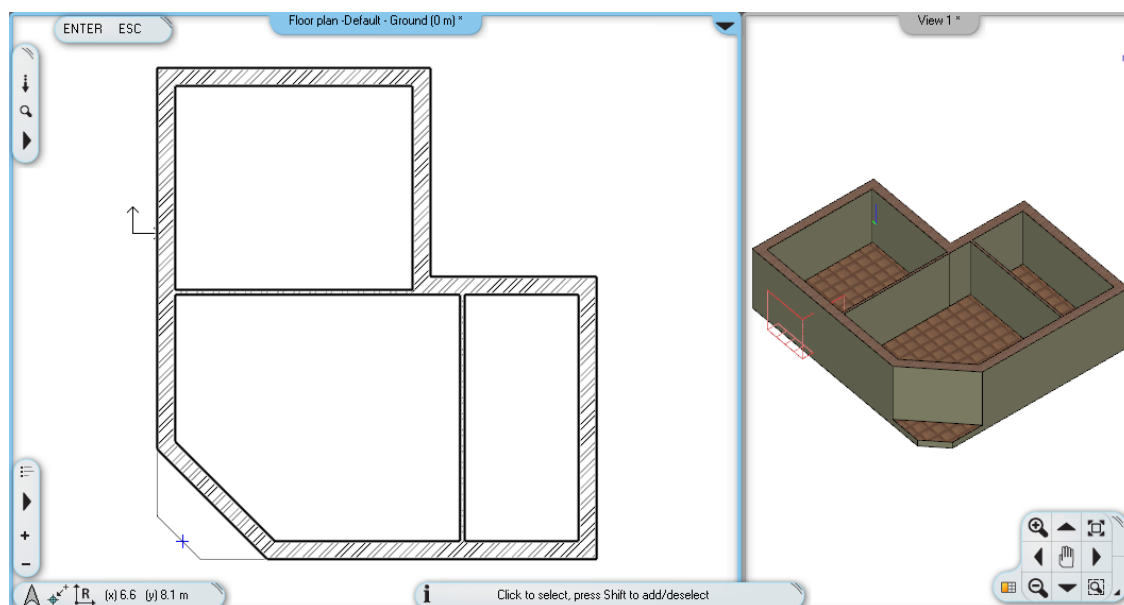 Floor plan -Default - Ground (0 m) *
View 1 *
ENTER ESC
R (x) 6.6 (y) 8.1 m
i Click to select, press Shift to add/deselect